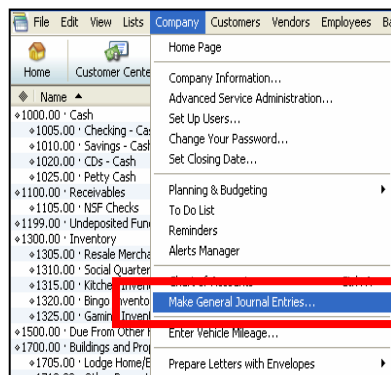 File Edit View Lists Company Customers Vendors Employees
Home Customer Cente
Name
1000.00 · Cash
1005.00 · Checking - Ca
1010.00 · Savings - Cash
1020.00 · CDs - Cash
1025.00 · Petty Cash
1100.00 · Receivables
1105.00 · NSF Checks
1199.00 · Undeposited Fun
1300.00 · Inventory
1305.00 · Resale Mercha
1310.00 · Social Quarter
1315.00 · Kitche
1320.00 · Bingo
1325.00 · Gamin
1500.00 · Due From Other
1700.00 · Buildings and Prop
1705.00 · Lodge Home/B
Home Page
Company Information...
Advanced Service Administration...
Set Up Users...
Change Your Password...
Set Closing Date...
Planning & Budgeting
To Do List
Reminders
Alerts Manager
Make General Journal Entries...
Enter Vehicle Mileage...
Prepare Letters with Envelopes